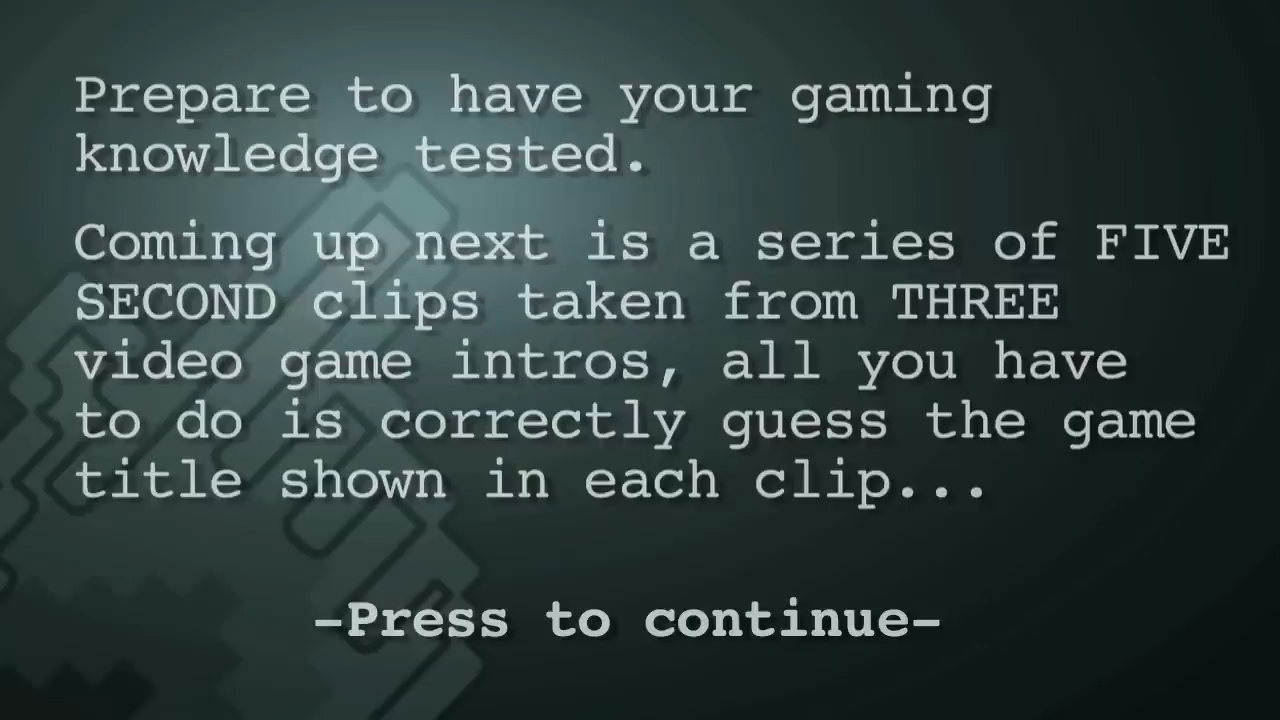 Prepare to have your gaming
knowledge tested.
Coming up next is a series of FIVE
SECOND clips taken from THREE
video game intros, all you have
to do is correctly guess the game
title shown in each clip...
-Press to continue-